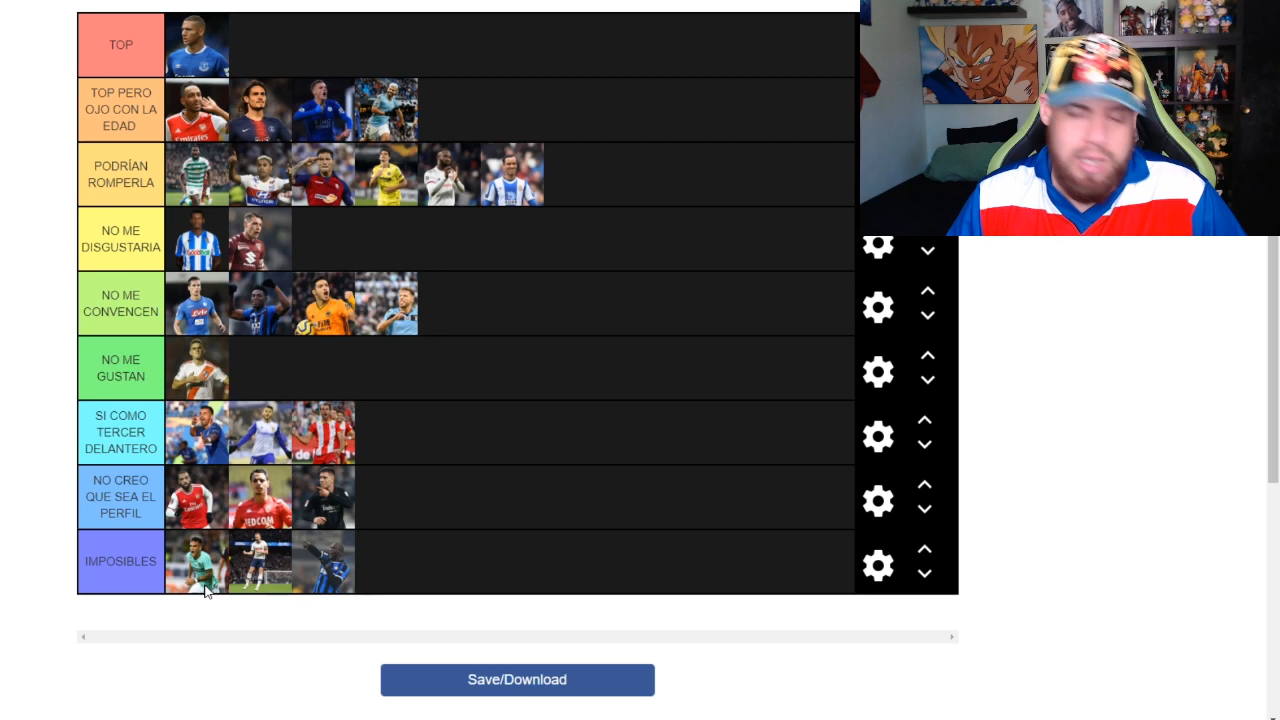 TOP
TOP PERO
OJO CON LA
EDAD
PODRÍAN
ROMPERLA
NO ME
DISGUSTARIA
NO ME
CONVENCEN
NO ME
GUSTAN
SI COMO
TERCER
DELANTERO
NO CREO
QUE SEA EL
PERFIL
IMPOSIBLES
Save/Download